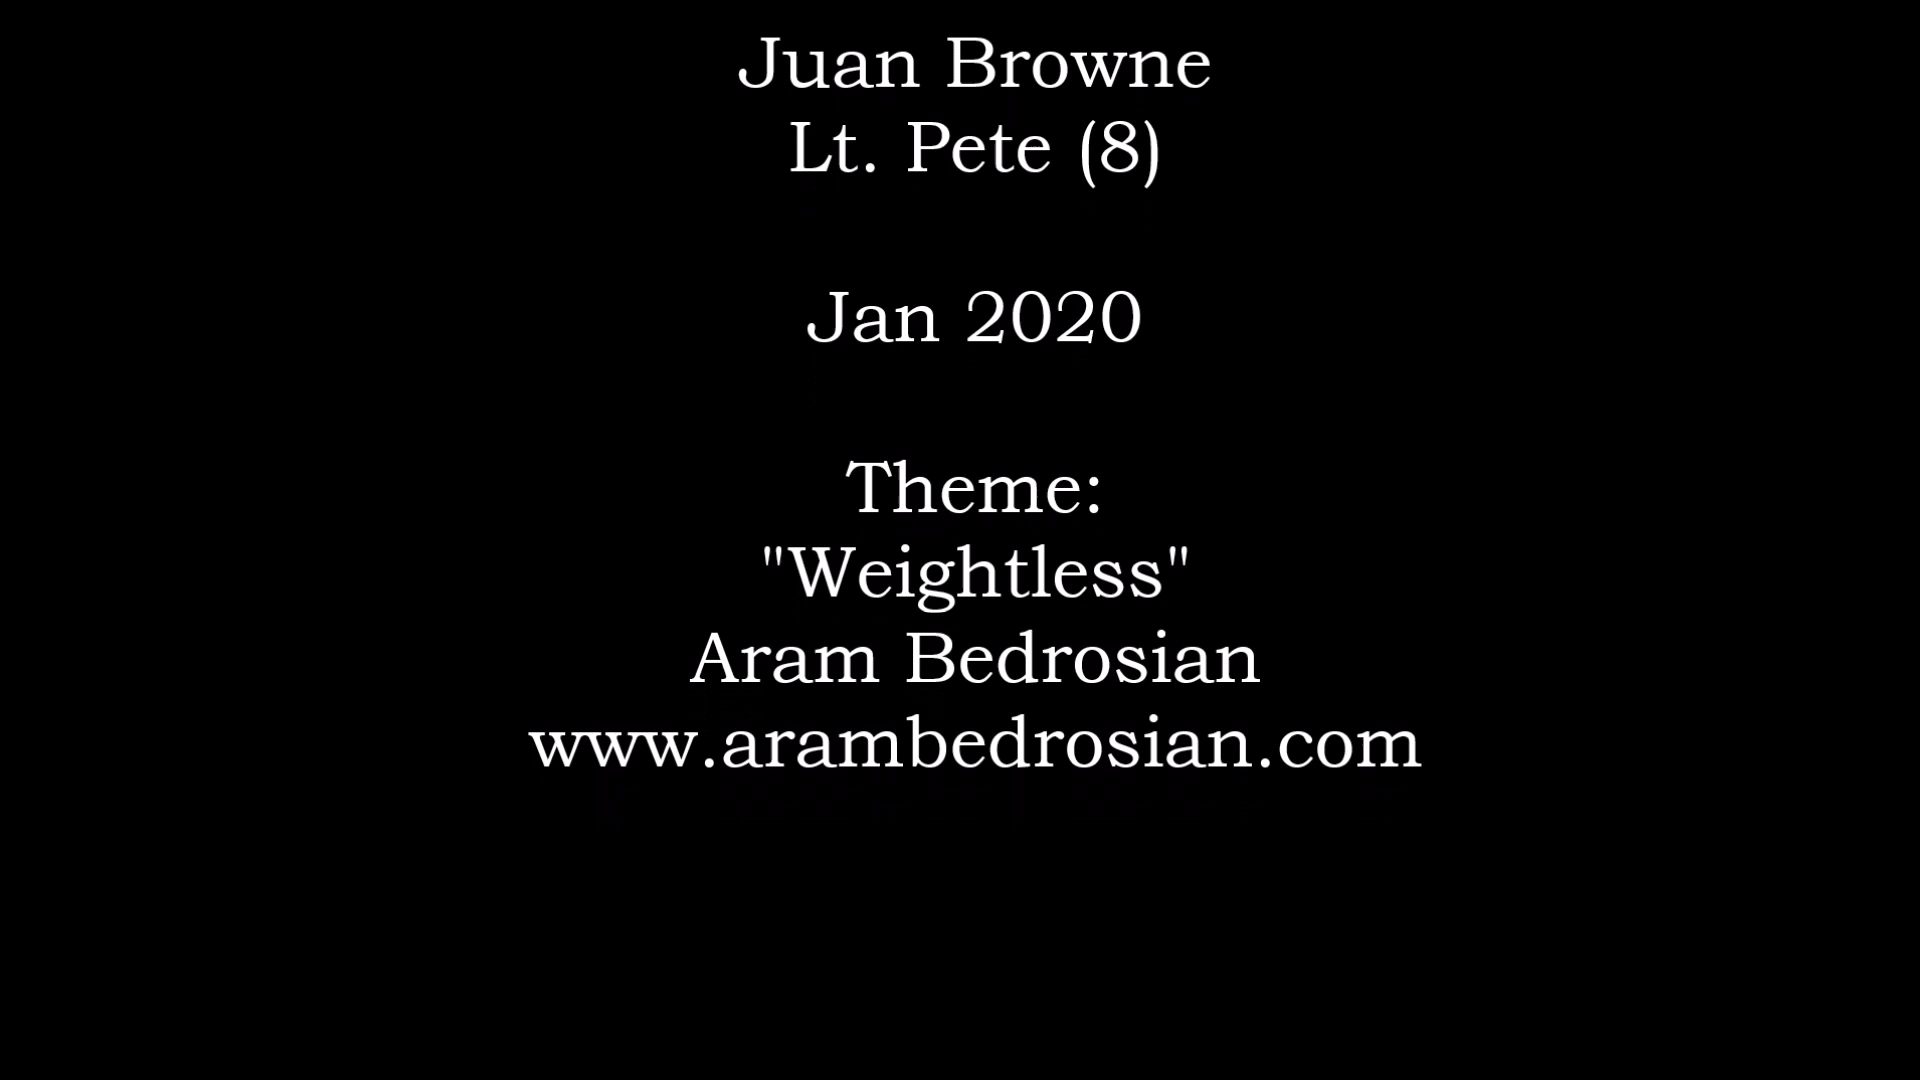 Juan Browne
Lt. Pete (8)
Jan 2020
Theme:
"Weightless"
Aram Bedrosian
www.arambedrosian.com